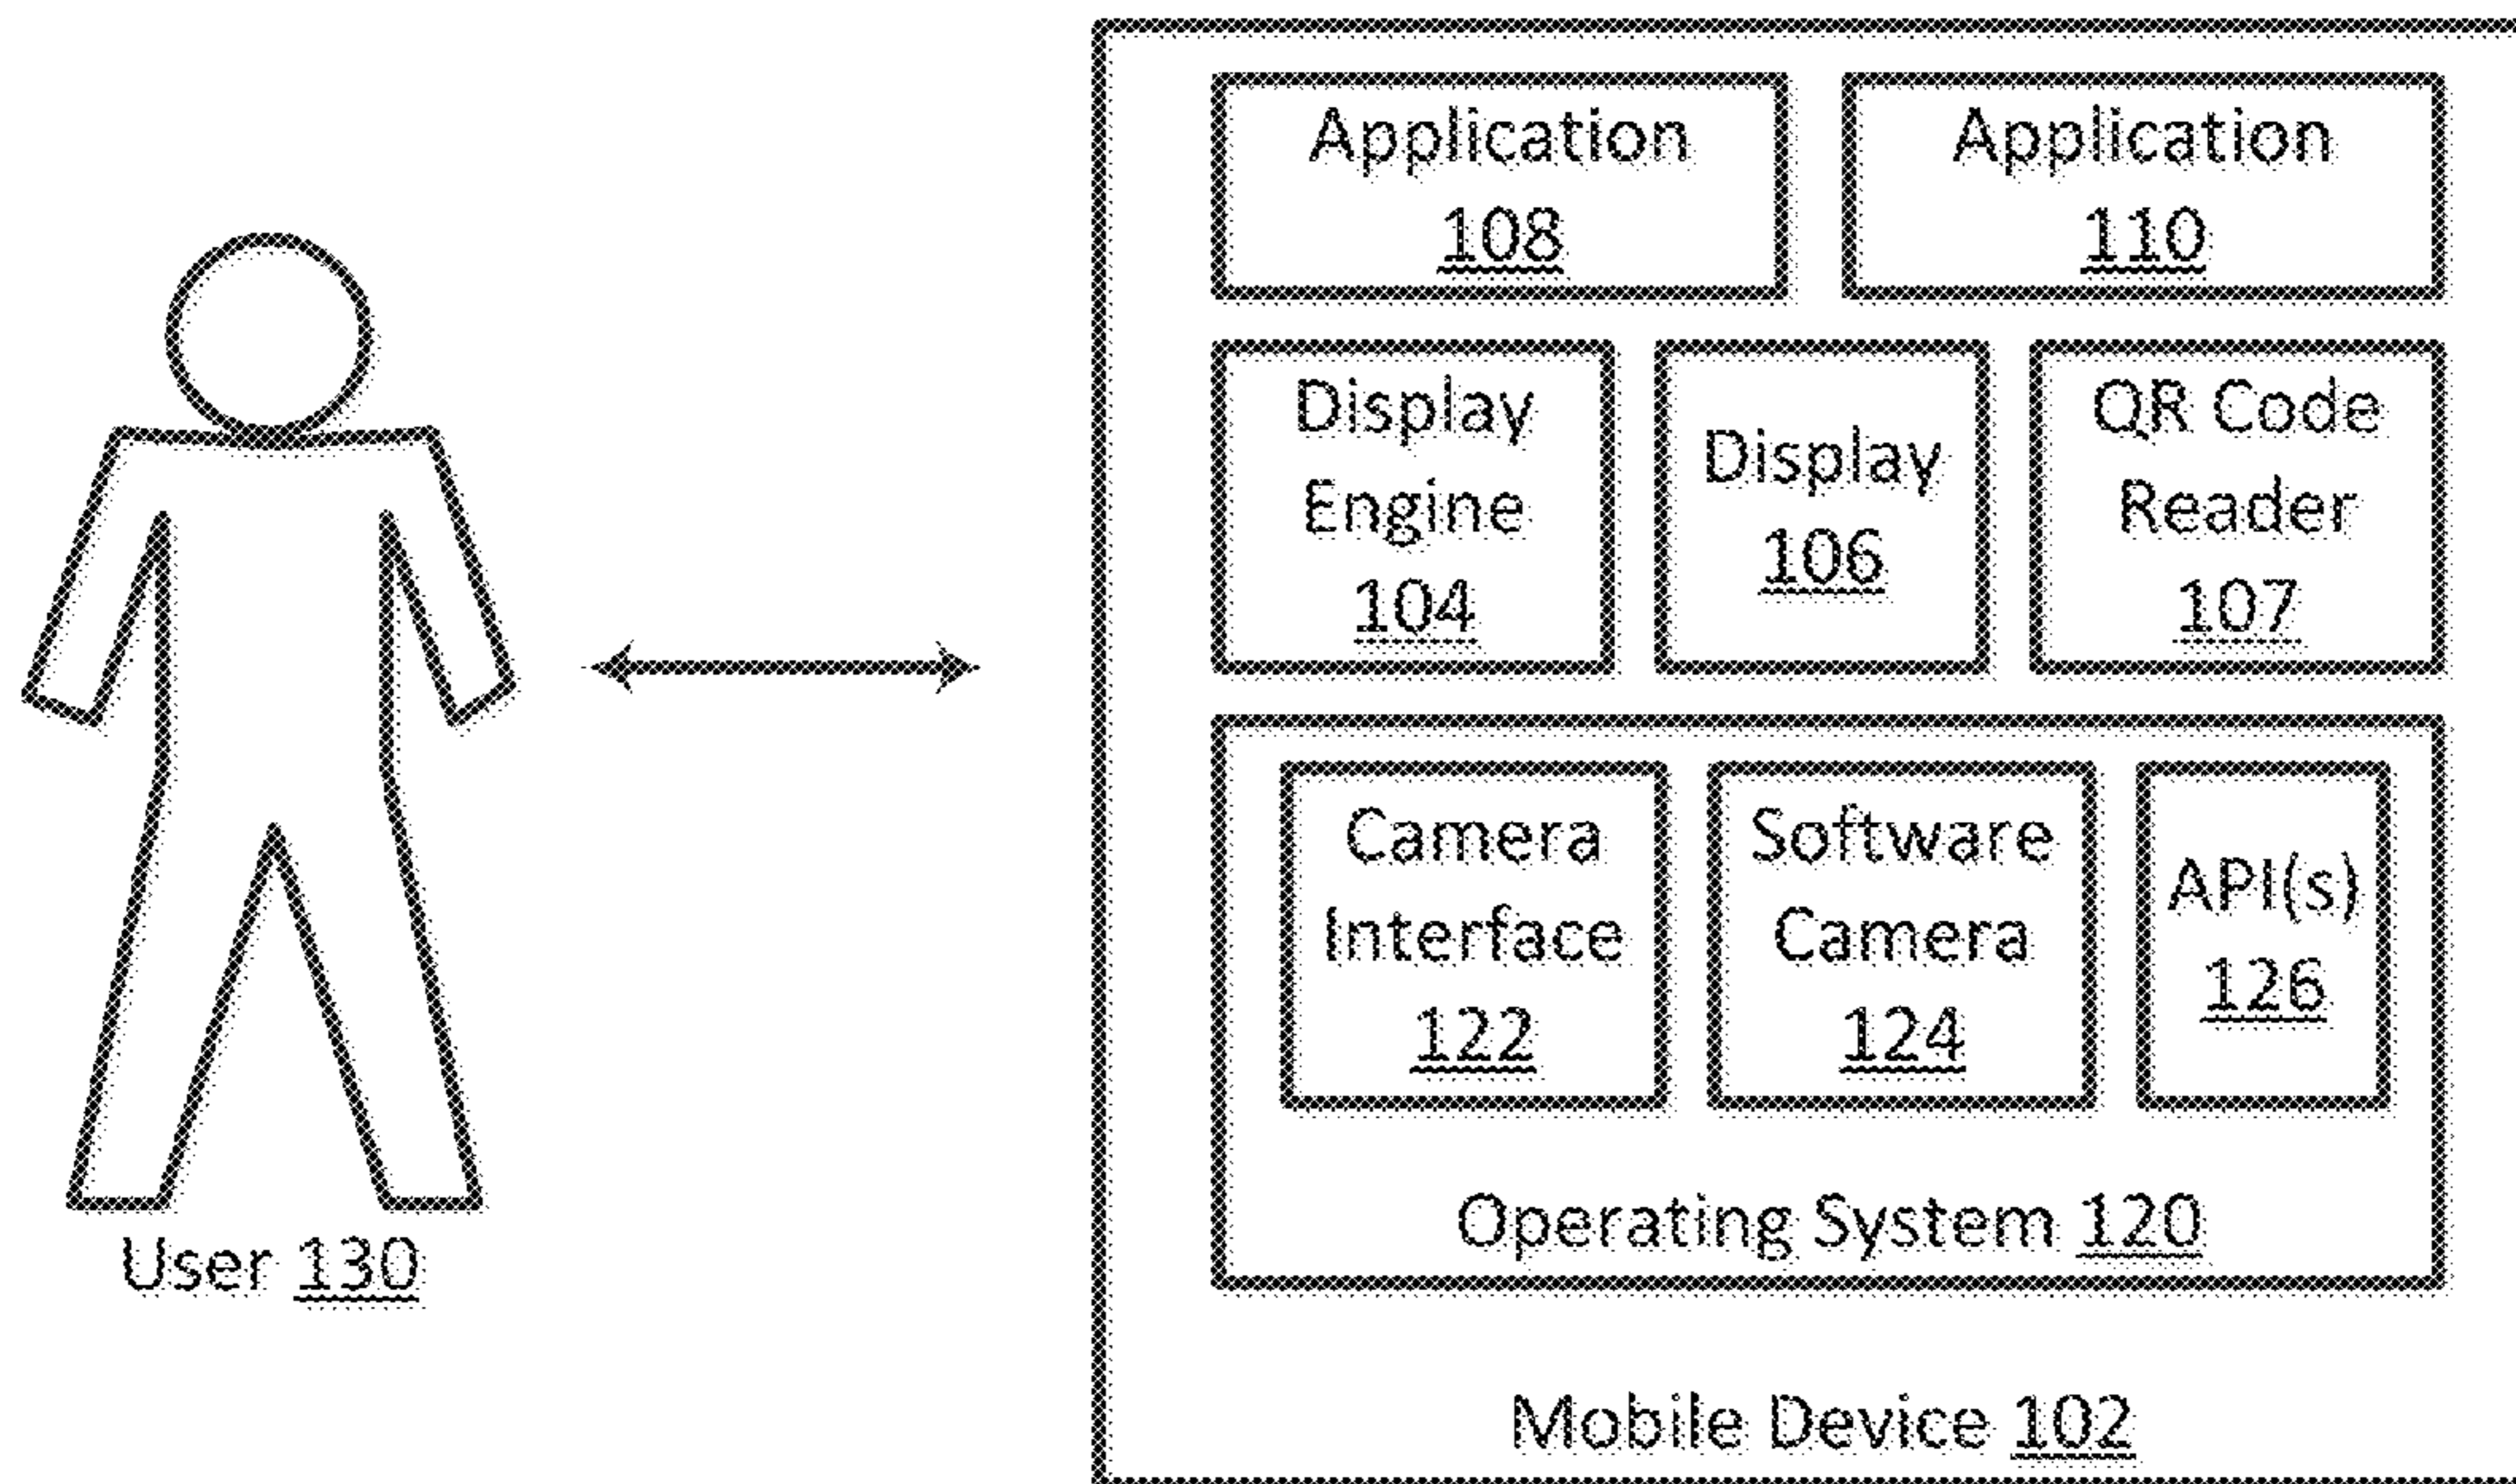 Application
108
Application
110
Display
Engine
104
Display
106
QR Code
Reader
107
Camera
Interface
122
Software
Camera
124
API(s)
126
Operating System 120
User 130
Mobile Device 102